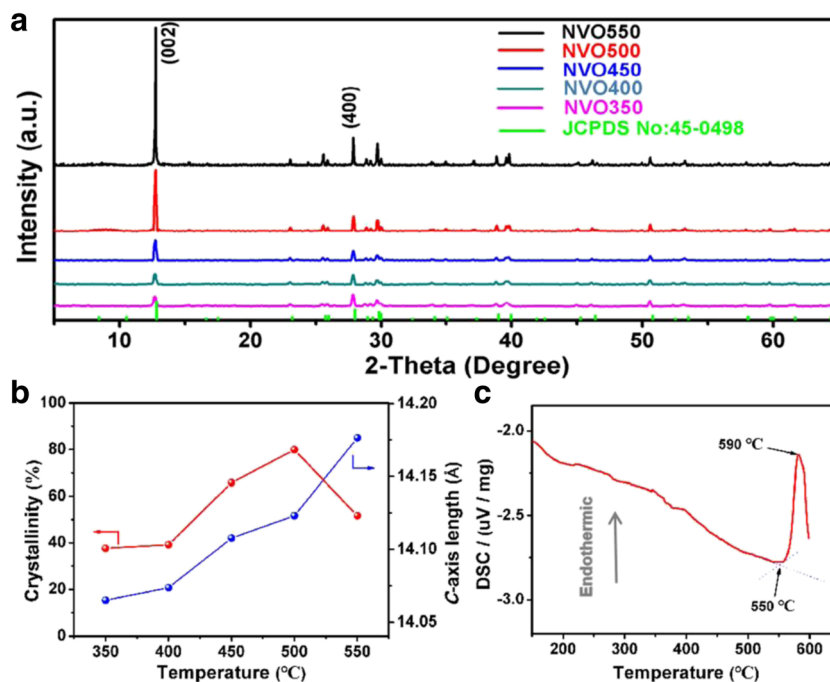 a
NVO550
NVO500
NVO450
NVO400
NVO350
JCPDS No:45-0498
(002)
(400)
Intensity (a.u.)
10 20 30 40 50 60
2-Theta (Degree)
b
100
80
60
40
20
0
Crystallinity (%)
14.20
14.15
14.10
14.05
C-axis length (Å)
350 400 450 500 550
Temperature (℃)
c
-2.0
-2.5
-3.0
DSC / (uV / mg)
590 ℃
Endothermic
550 ℃
200 300 400 500 600
Temperature (℃)